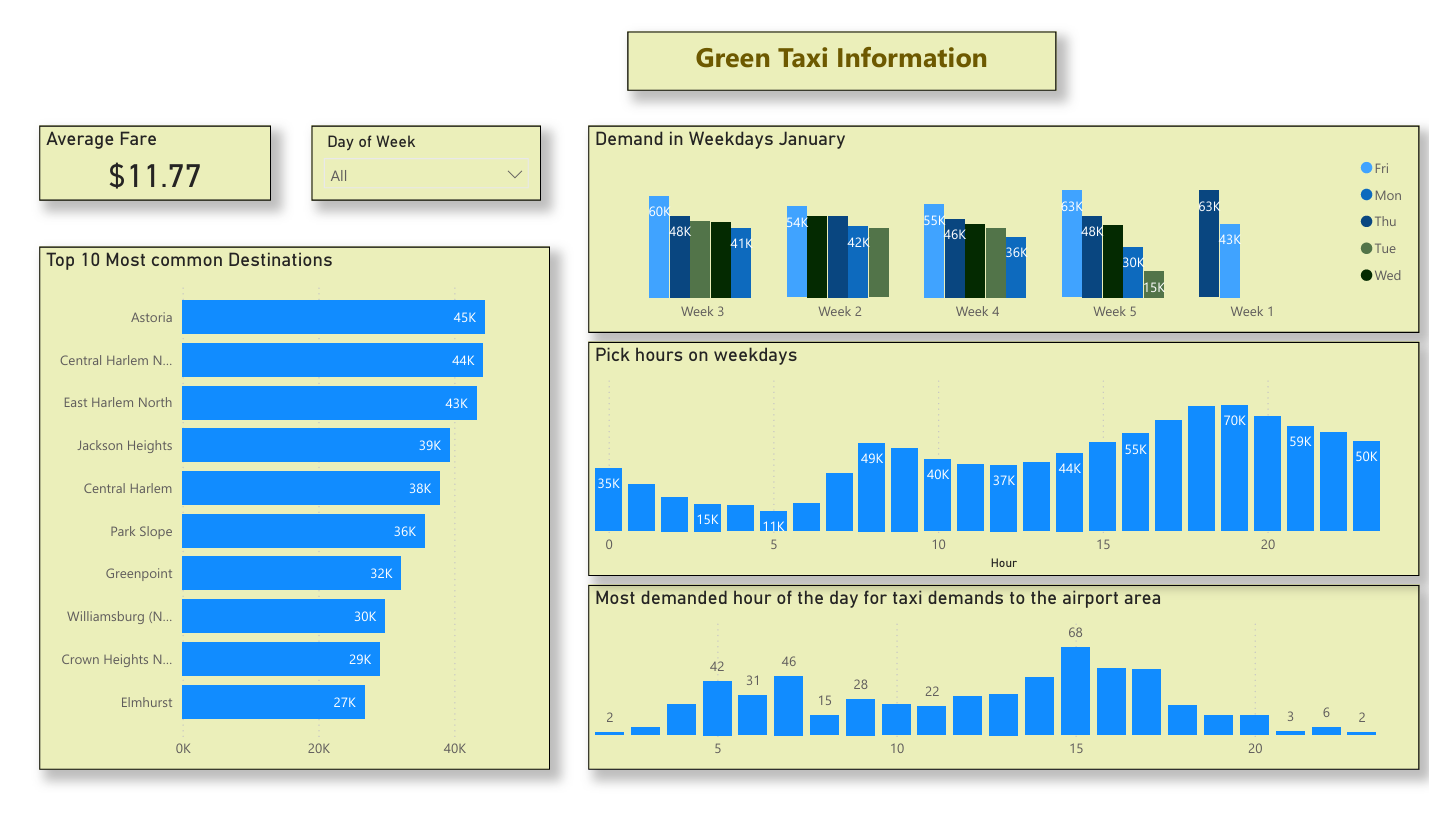 Green Taxi Information
Average Fare
$11.77
Day of Week
All
Top 10 Most common Destinations
Astoria 45K
Central Harlem N... 44K
East Harlem North 43K
Jackson Heights 39K
Central Harlem 38K
Park Slope 36K
Greenpoint 32K
Williamsburg (N... 30K
Crown Heights N... 29K
Elmhurst 27K
0K 20K 40K
Demand in Weekdays January
Fri
Mon
Thu
Tue
Wed
60K 48K 41K 54K 42K 55K 46K 36K 63K 48K 30K 15K 63K 43K
Week 3 Week 2 Week 4 Week 5 Week 1
Pick hours on weekdays
35K 15K 11K 49K 40K 37K 44K 55K 70K 59K 50K
0 5 10 15 20
Hour
Most demanded hour of the day for taxi demands to the airport area
2 42 31 46 15 28 22 68 3 6 2
5 10 15 20